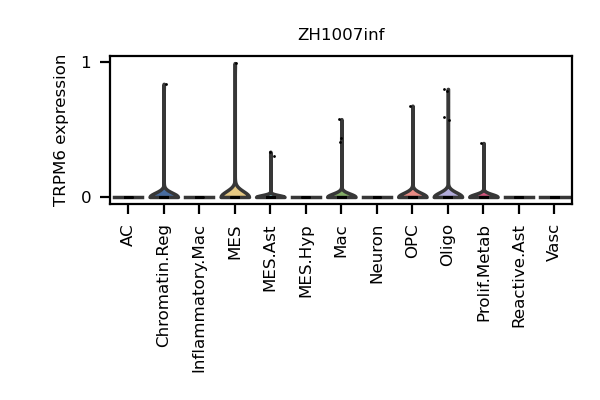 ZH1007inf
TRPM6 expression
1
0
AC
Chromatin.Reg
Inflammatory.Mac
MES
MES.Ast
MES.Hyp
Mac
Neuron
OPC
Oligo
Prolif.Metab
Reactive.Ast
Vasc